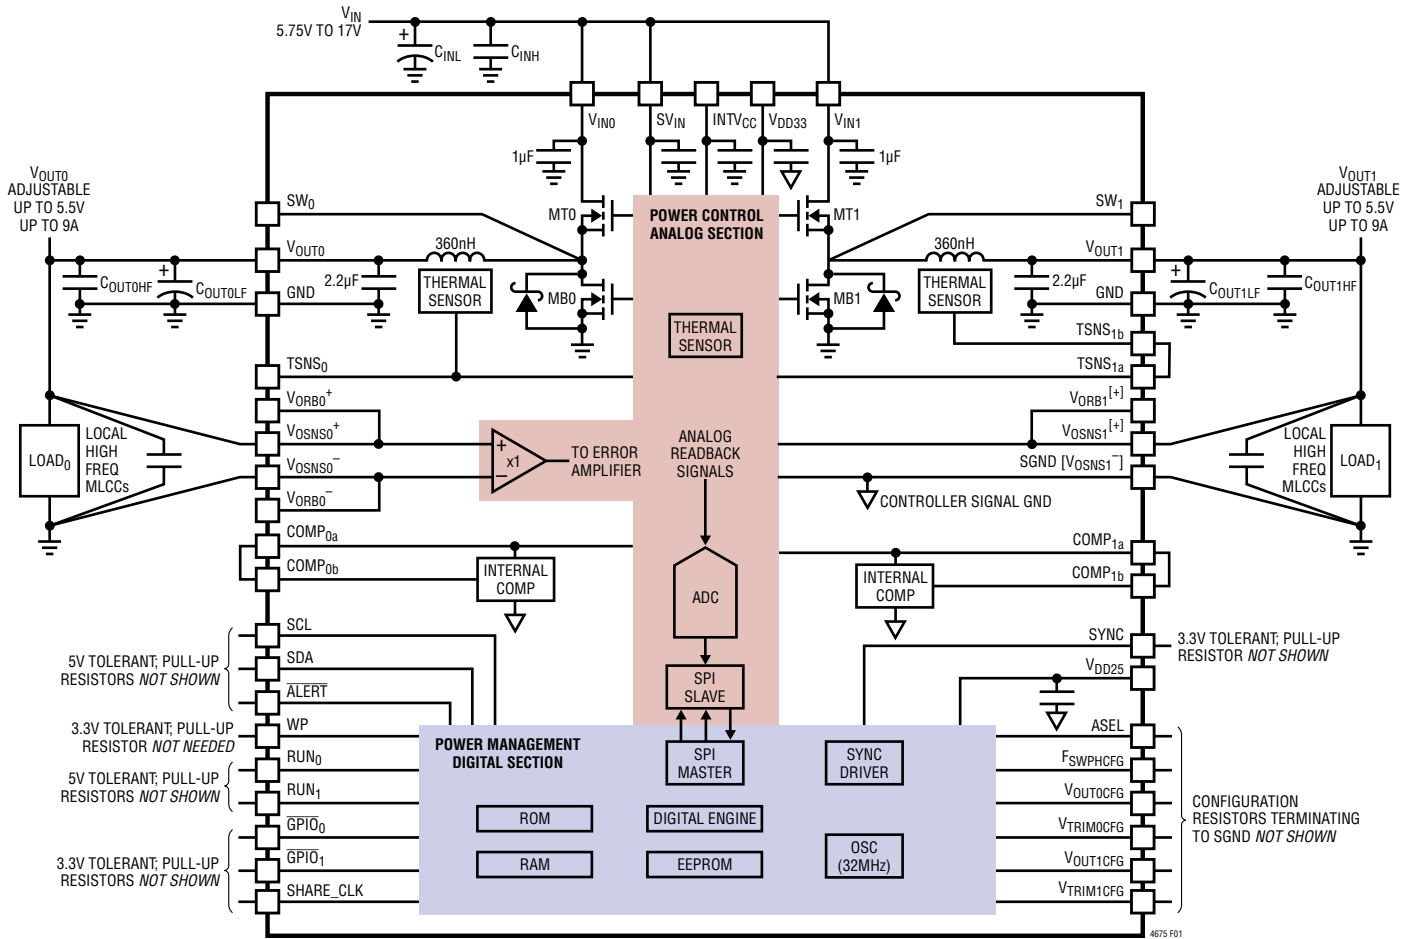 VIN
5.75V TO 17V
+
CINL
CINH
VIN0
SVIN
INTVCC
VDD33
VIN1
1µF
1µF
VOUT0
ADJUSTABLE
UP TO 5.5V
UP TO 9A
VOUT1
ADJUSTABLE
UP TO 5.5V
UP TO 9A
SW0
MT0
POWER CONTROL
ANALOG SECTION
MT1
SW1
VOUT0
360nH
360nH
VOUT1
COUT0HF
+
COUT0LF
GND
2.2µF
THERMAL
SENSOR
MB0
MB1
THERMAL
SENSOR
2.2µF
GND
+
COUT1LF
COUT1HF
THERMAL
SENSOR
TSNS1b
TSNS0
TSNS1a
VORB0+
VORB1[+]
VOSNS0+
VOSNS1[+]
LOAD0
LOCAL
HIGH
FREQ
MLCCs
+
x1
−
TO ERROR
AMPLIFIER
ANALOG
READBACK
SIGNALS
LOCAL
HIGH
FREQ
MLCCs
LOAD1
VOSNS0−
SGND [VOSNS1−]
VORB0−
CONTROLLER SIGNAL GND
COMP0a
COMP1a
COMP0b
COMP1b
INTERNAL
COMP
ADC
INTERNAL
COMP
SCL
SYNC
3.3V TOLERANT; PULL-UP
RESISTOR NOT SHOWN
5V TOLERANT; PULL-UP
RESISTORS NOT SHOWN
SDA
ALERT
SPI
SLAVE
VDD25
3.3V TOLERANT; PULL-UP
RESISTOR NOT NEEDED
WP
POWER MANAGEMENT
DIGITAL SECTION
SPI
MASTER
SYNC
DRIVER
ASEL
5V TOLERANT; PULL-UP
RESISTORS NOT SHOWN
RUN0
RUN1
FSWPHCFG
VOUT0CFG
ROM
DIGITAL ENGINE
OSC
(32MHz)
VTRIM0CFG
CONFIGURATION
RESISTORS TERMINATING
TO SGND NOT SHOWN
3.3V TOLERANT; PULL-UP
RESISTORS NOT SHOWN
GPIO0
GPIO1
RAM
EEPROM
VOUT1CFG
SHARE_CLK
VTRIM1CFG
4675 F01